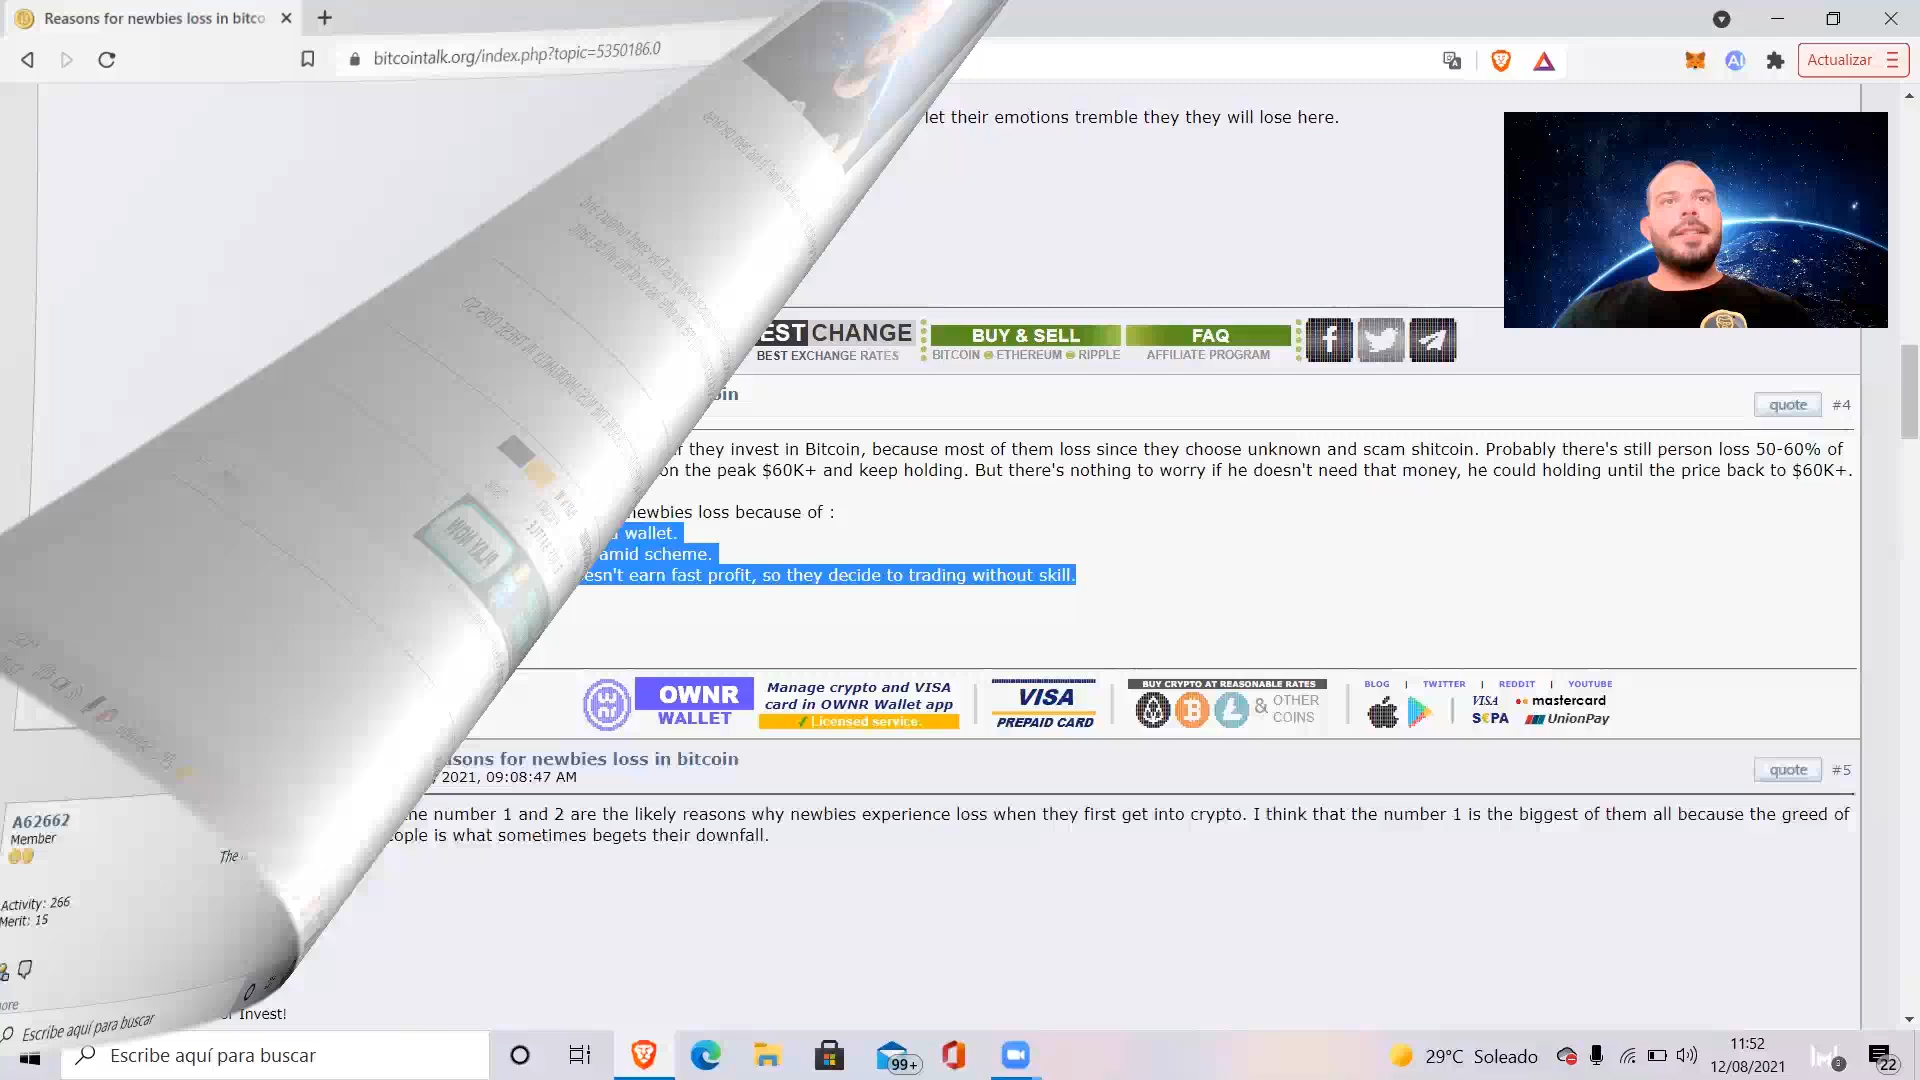 Reasons for newbies loss in bitco
bitcointalk.org/index.php?topic=5350186.0
Actualizar
let their emotions tremble they they will lose here.
EST CHANGE
BEST EXCHANGE RATES
BUY & SELL
BITCOIN ETHEREUM RIPPLE
FAQ
AFFILIATE PROGRAM
quote #4
they invest in Bitcoin, because most of them loss since they choose unknown and scam shitcoin. Probably there's still person loss 50-60% of
on the peak $60K+ and keep holding. But there's nothing to worry if he doesn't need that money, he could holding until the price back to $60K+.
newbies loss because of :
wallet.
amid scheme.
esn't earn fast profit, so they decide to trading without skill.
OWNR
WALLET
Manage crypto and VISA
card in OWNR Wallet app
✓ Licensed service.
VISA
PREPAID CARD
BUY CRYPTO AT REASONABLE RATES
& OTHER
COINS
BLOG | TWITTER | REDDIT | YOUTUBE
VISA mastercard
S€PA UnionPay
sons for newbies loss in bitcoin
2021, 09:08:47 AM
quote #5
he number 1 and 2 are the likely reasons why newbies experience loss when they first get into crypto. I think that the number 1 is the biggest of them all because the greed of
ople is what sometimes begets their downfall.
A62662
Member
The
Activity: 266
Merit: 15
PLAY NOW
or Invest!
Escribe aquí para buscar
Escribe aquí para buscar
99+
29°C Soleado
11:52
12/08/2021
22